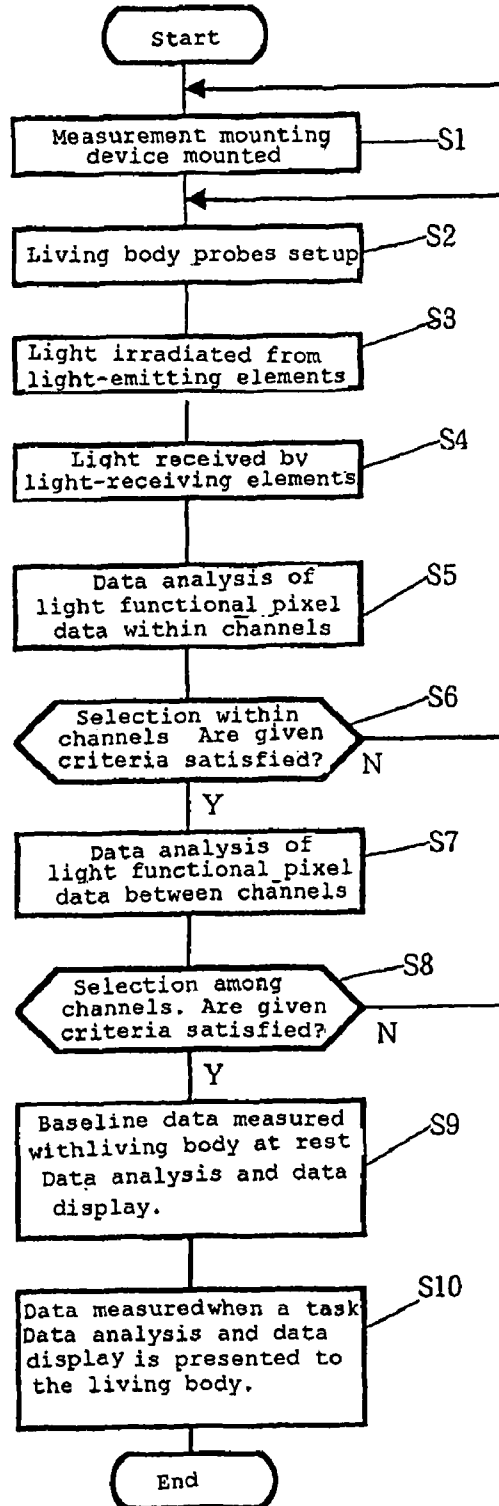 Start
Measurement mounting
device mounted
S1
Living body probes setup
S2
Light irradiated from
light-emitting elements
S3
Light received by
light-receiving elements
S4
Data analysis of
light functional pixel
data within channels
S5
Selection within
channels Are given
criteria satisfied?
S6
N
Y
Data analysis of
light functional pixel
data between channels
S7
Selection among
channels. Are given
criteria satisfied?
S8
N
Y
Baseline data measured
withliving body at rest
Data analysis and data
display.
S9
Data measuredwhen a task
Data analysis and data
display is presented to
the living body.
S10
End